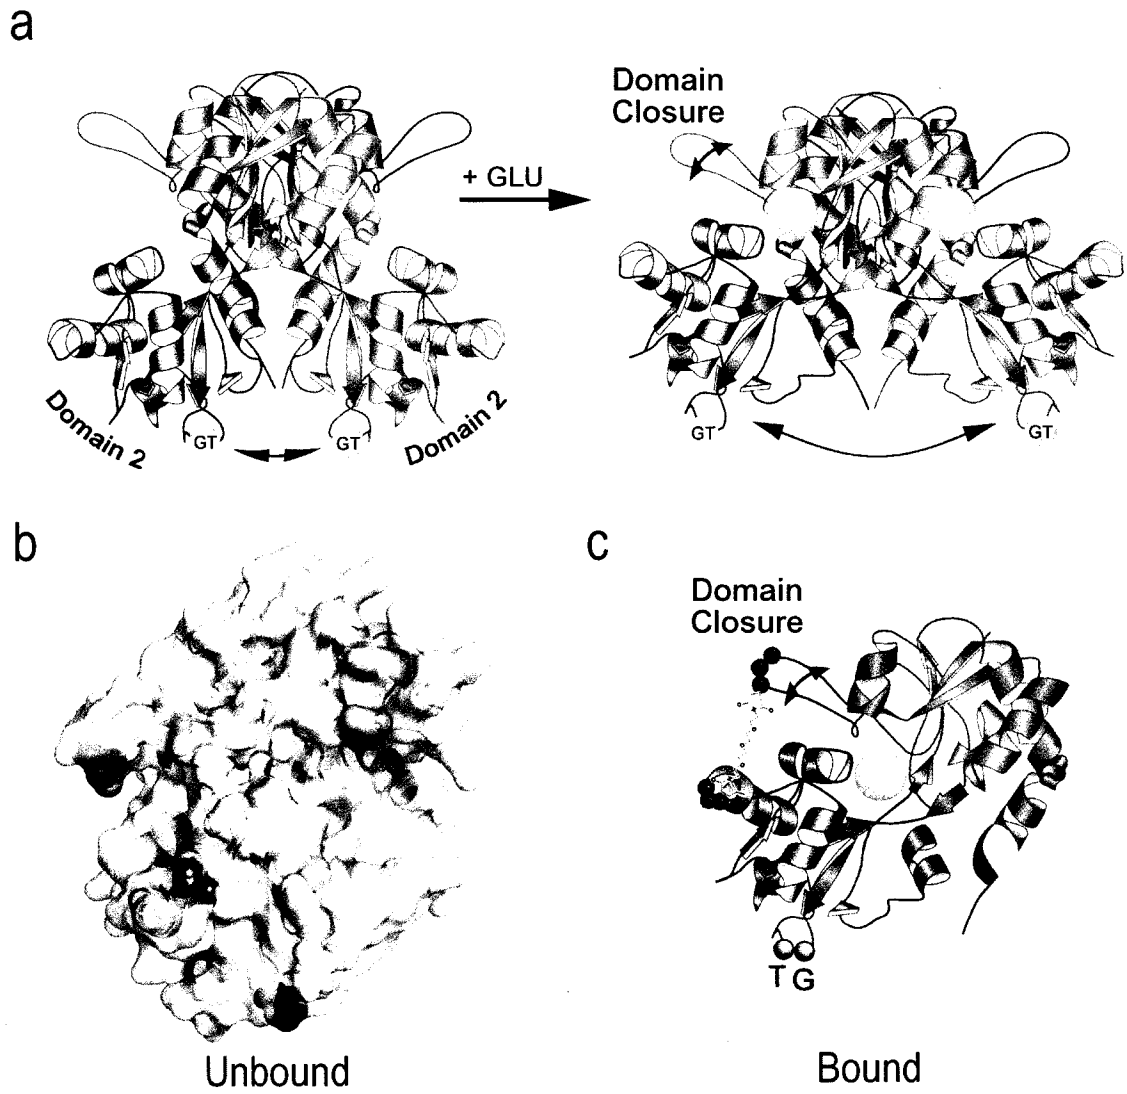 a
Domain
Closure
+ GLU
Domain 2
GT
GT
Domain 2
GT
GT
b
c
Domain
Closure
T G
Unbound
Bound